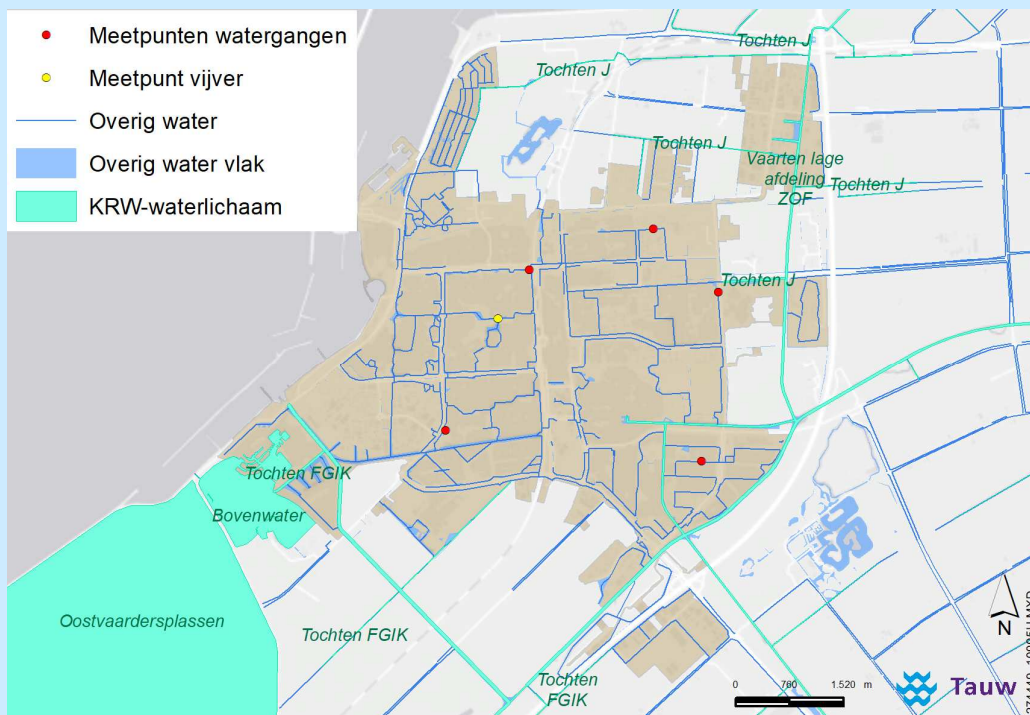 Meetpunten watergangen
Meetpunt vijver
Overig water
Overig water vlak
KRW-waterlichaam
Tochten J
Tochten J
Tochten J
Vaarten lage
afdeling
ZOF
Tochten J
Tochten J
Tochten FGIK
Bovenwater
Oostvaardersplassen
Tochten FGIK
Tochten
FGIK
N
0 760 1.520 m
Tauw